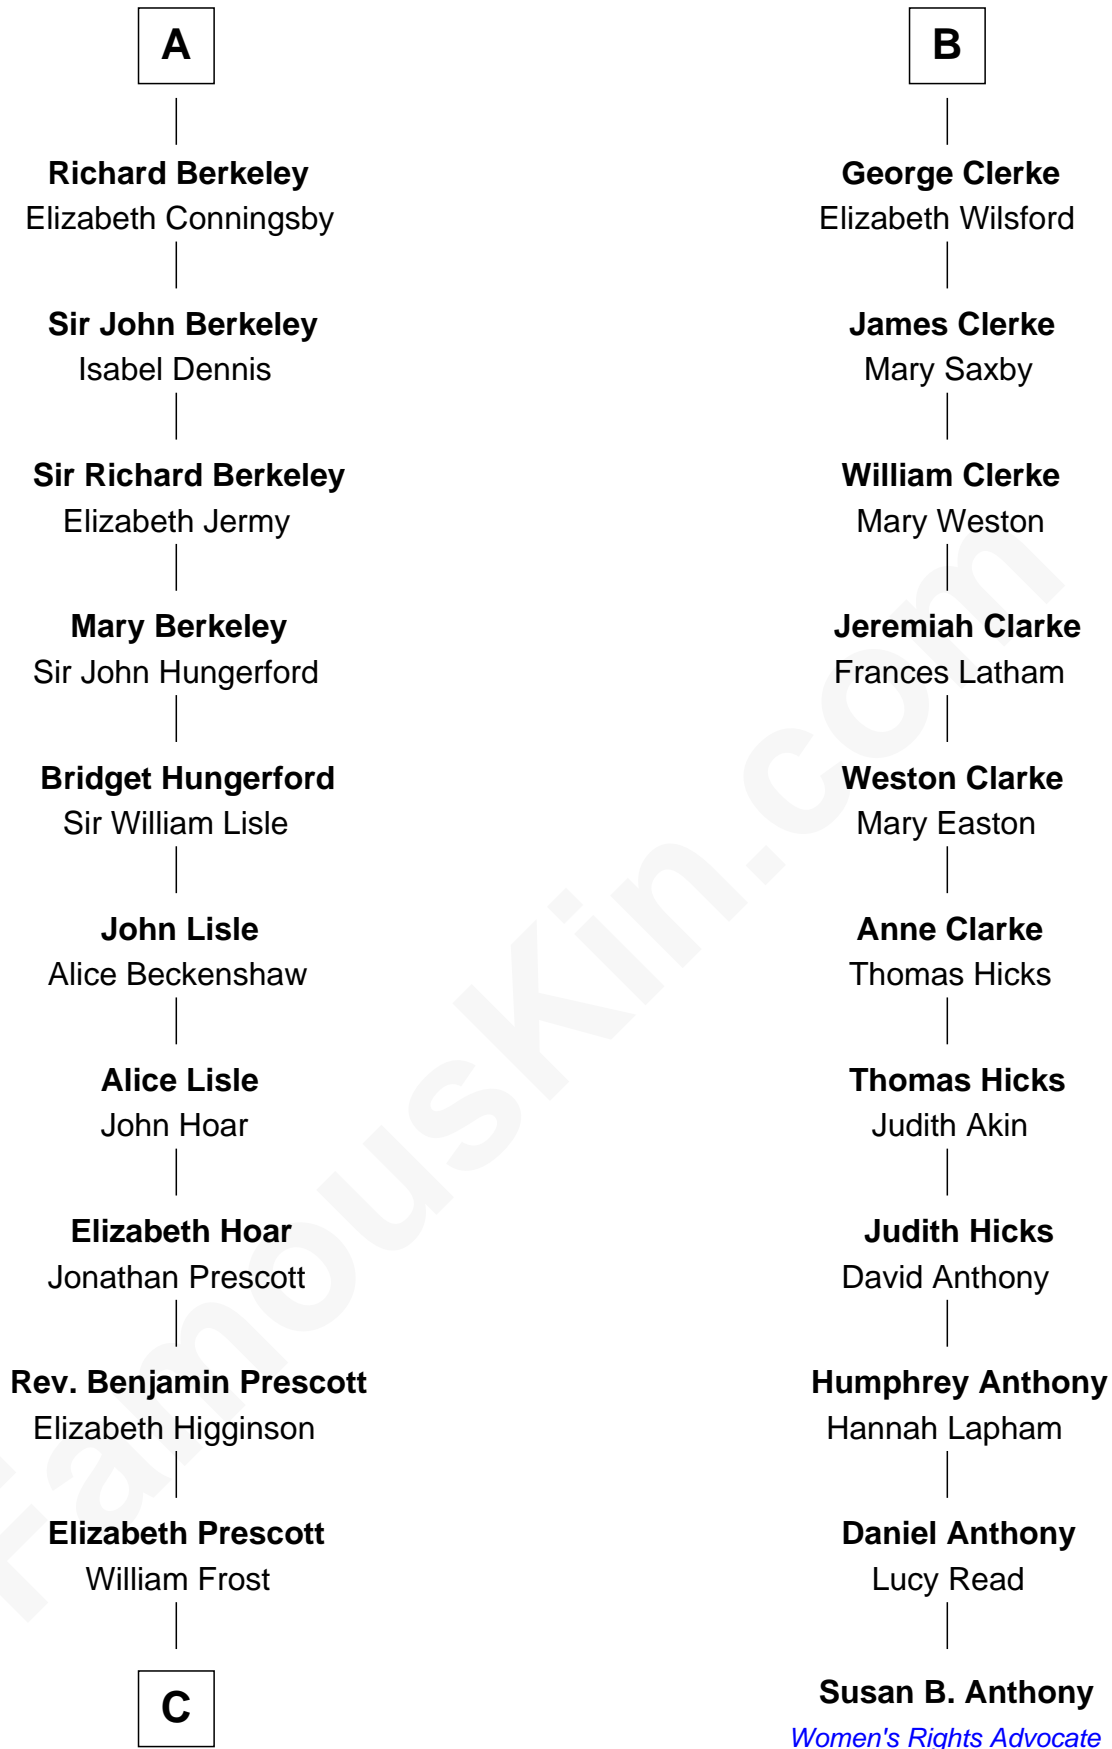 A
Richard Berkeley
Elizabeth Conningsby
Sir John Berkeley
Isabel Dennis
Sir Richard Berkeley
Elizabeth Jermy
Mary Berkeley
Sir John Hungerford
Bridget Hungerford
Sir William Lisle
John Lisle
Alice Beckenshaw
Alice Lisle
John Hoar
Elizabeth Hoar
Jonathan Prescott
Rev. Benjamin Prescott
Elizabeth Higginson
Elizabeth Prescott
William Frost
C
B
George Clerke
Elizabeth Wilsford
James Clerke
Mary Saxby
William Clerke
Mary Weston
Jeremiah Clarke
Frances Latham
Weston Clarke
Mary Easton
Anne Clarke
Thomas Hicks
Thomas Hicks
Judith Akin
Judith Hicks
David Anthony
Humphrey Anthony
Hannah Lapham
Daniel Anthony
Lucy Read
Susan B. Anthony
Women's Rights Advocate
FamousKin.com